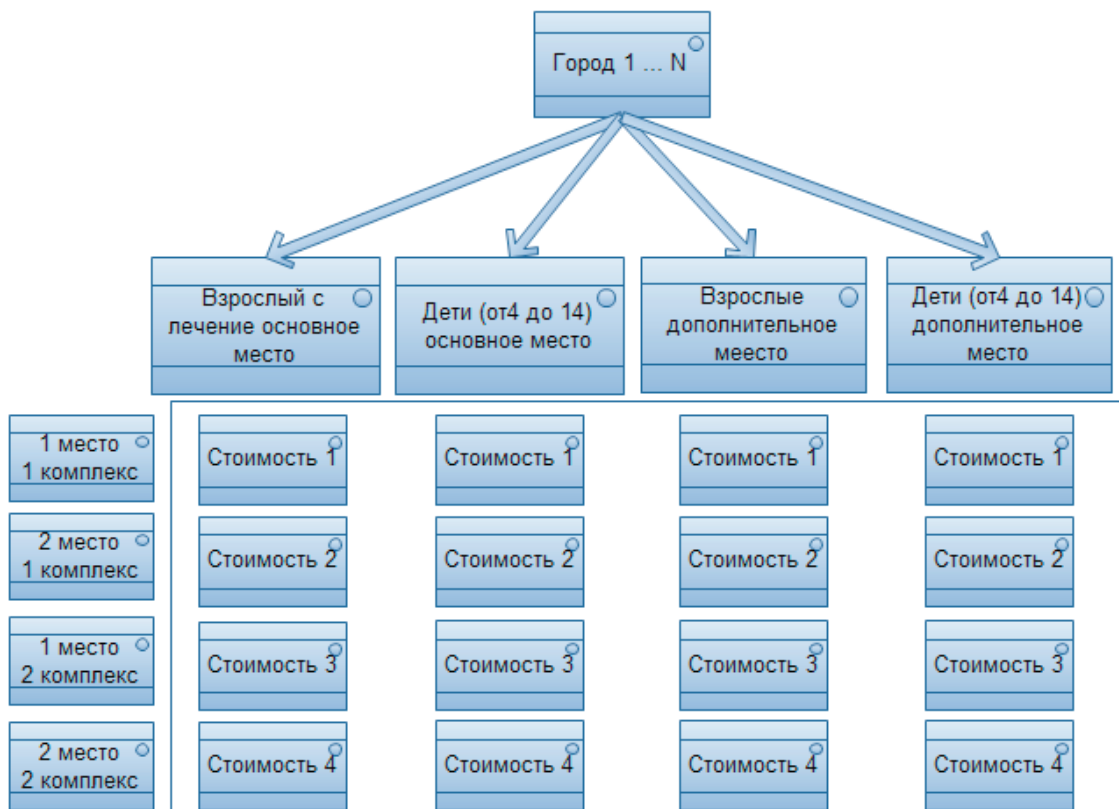 Город 1 ... N
Взрослый с
лечение основное
место
Дети (от4 до 14)
основное место
Взрослые
дополнительное
меесто
Дети (от4 до 14)
дополнительное
место
1 место
1 комплекс
Стоимость 1
Стоимость 1
Стоимость 1
Стоимость 1
2 место
1 комплекс
Стоимость 2
Стоимость 2
Стоимость 2
Стоимость 2
1 место
2 комплекс
Стоимость 3
Стоимость 3
Стоимость 3
Стоимость 3
2 место
2 комплекс
Стоимость 4
Стоимость 4
Стоимость 4
Стоимость 4